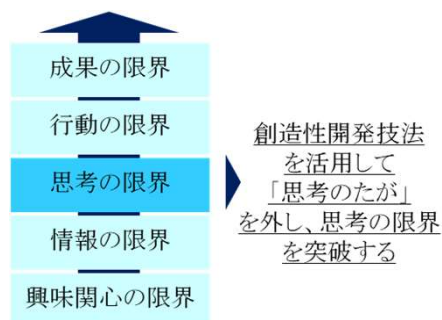 成果の限界
行動の限界
思考の限界
情報の限界
興味関心の限界
創造性開発技法
を活用して
「思考のたが」
を外し、思考の限界
を突破する